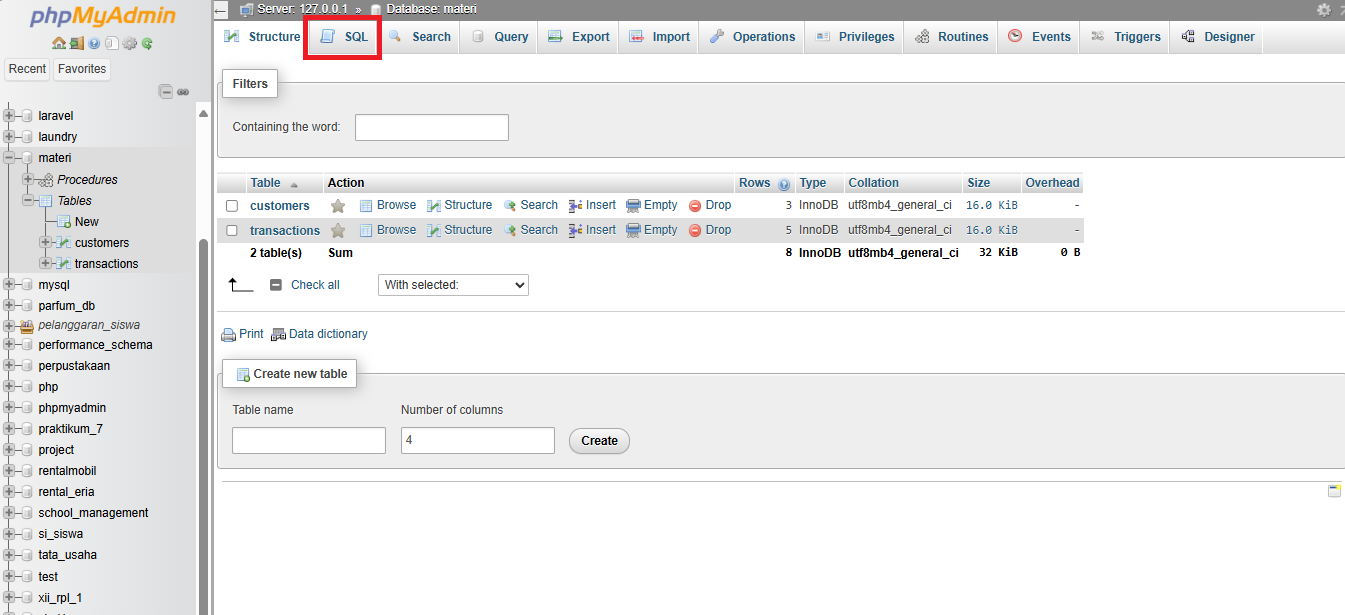 phpMyAdmin
Recent Favorites
laravel
laundry
materi
Procedures
Tables
New
customers
transactions
mysql
parfum_db
pelanggaran_siswa
performance_schema
perpustakaan
php
phpmyadmin
praktikum_7
project
rentalmobil
rental_eria
school_management
si_siswa
tata_usaha
test
xii_rpl_1
Server: 127.0.0.1 » Database: materi
Structure SQL Search Query Export Import Operations Privileges Routines Events Triggers Designer
Filters
Containing the word:
Table Action Rows Type Collation Size Overhead
customers Browse Structure Search Insert Empty Drop 3 InnoDB utf8mb4_general_ci 16.0 KiB -
transactions Browse Structure Search Insert Empty Drop 5 InnoDB utf8mb4_general_ci 16.0 KiB -
2 table(s) Sum 8 InnoDB utf8mb4_general_ci 32 KiB 0 B
Check all With selected:
Print Data dictionary
Create new table
Table name Number of columns
4 Create